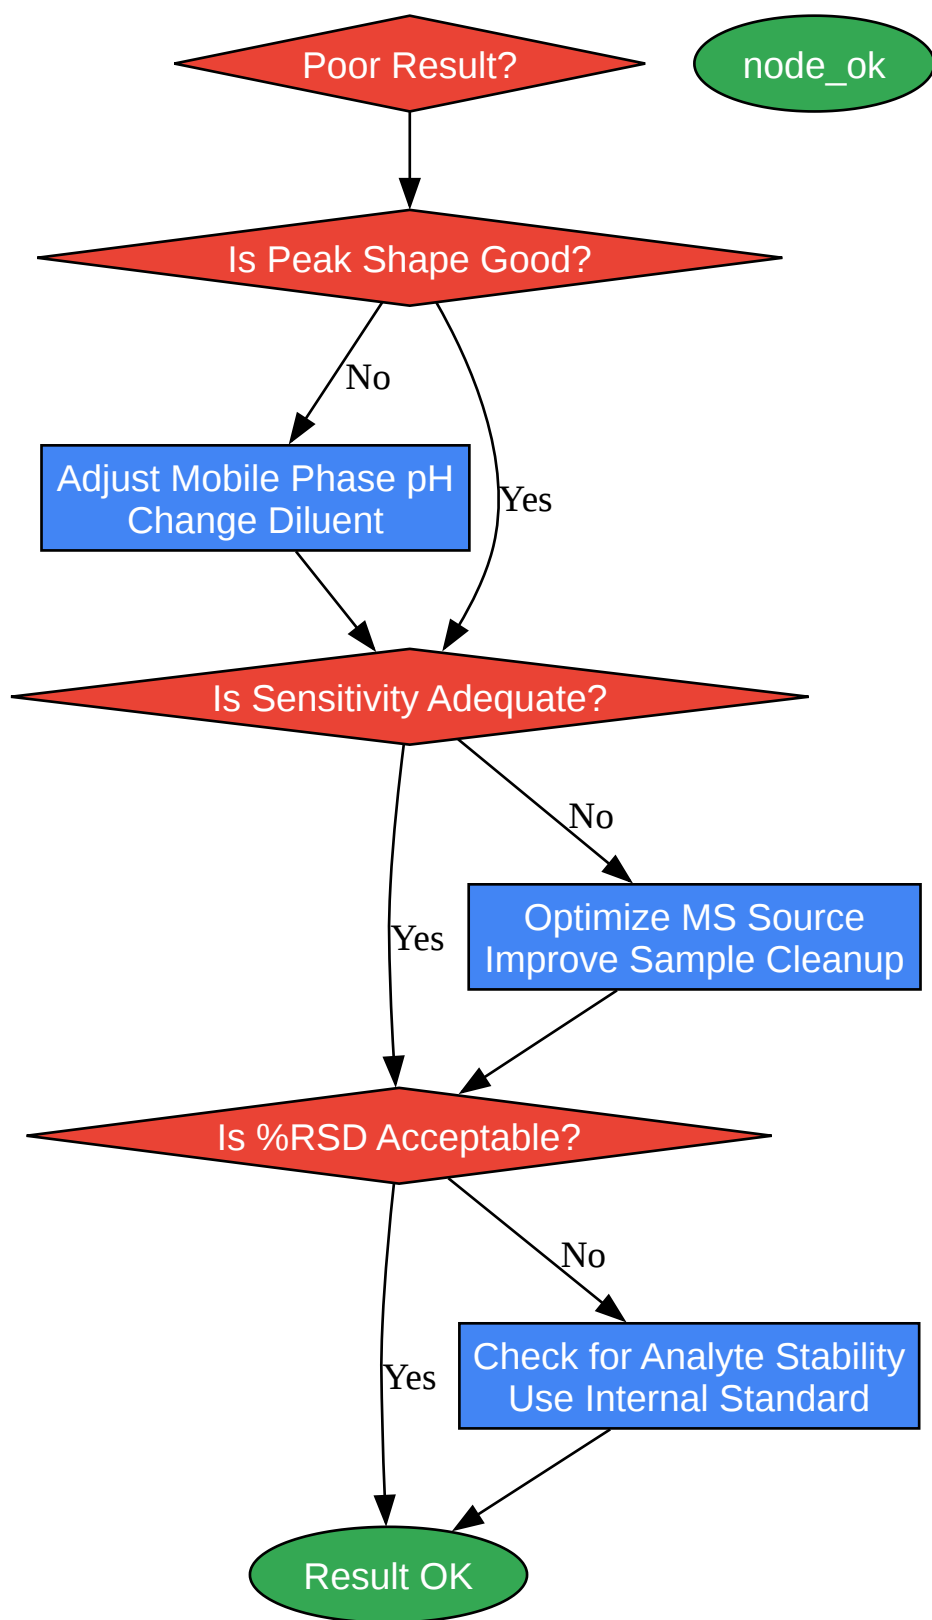 Poor Result?
node_ok
Is Peak Shape Good?
No
Adjust Mobile Phase pH
Change Diluent
Yes
Is Sensitivity Adequate?
No
Optimize MS Source
Improve Sample Cleanup
Yes
Is %RSD Acceptable?
No
Check for Analyte Stability
Use Internal Standard
Yes
Result OK